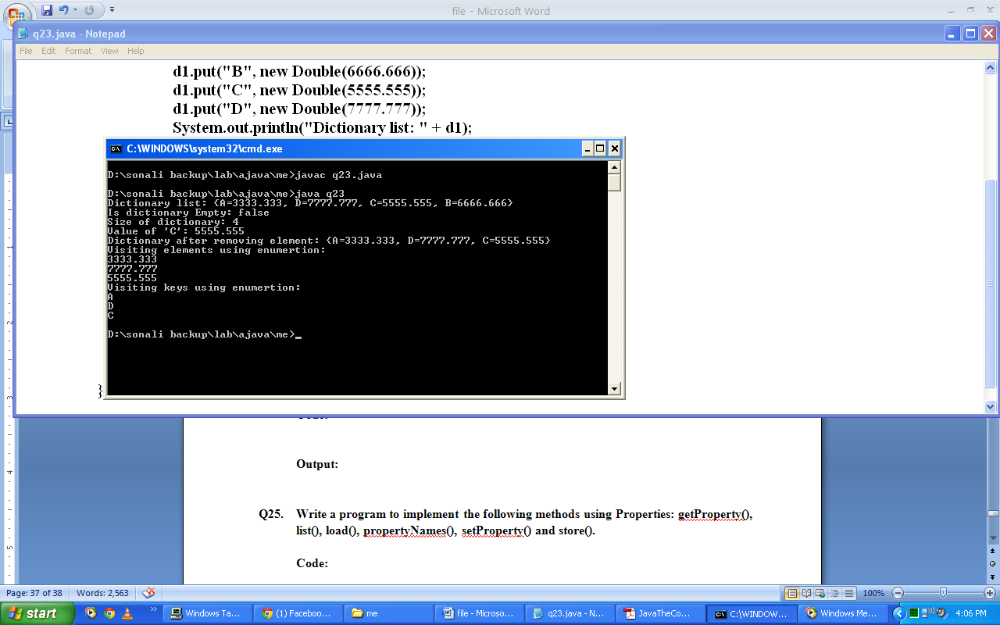 file - Microsoft Word
q23.java - Notepad
File Edit Format View Help
d1.put("B", new Double(6666.666));
d1.put("C", new Double(5555.555));
d1.put("D", new Double(7777.777));
System.out.println("Dictionary list: " + d1);
C:\WINDOWS\system32\cmd.exe
D:\sonali backup\lab\ajava\me>javac q23.java
D:\sonali backup\lab\ajava\me>java q23
Dictionary list: {A=3333.333, D=7777.777, C=5555.555, B=6666.666}
Is dictionary Empty: false
Size of dictionary: 4
Value of 'C': 5555.555
Dictionary after removing element: {A=3333.333, D=7777.777, C=5555.555}
Visiting elements using enumertion:
3333.333
7777.777
5555.555
Visiting keys using enumertion:
A
D
C
D:\sonali backup\lab\ajava\me>_
}
Output:
Q25. Write a program to implement the following methods using Properties: getProperty(),
list(), load(), propertyNames(), setProperty() and store().
Code:
Page: 37 of 38 Words: 2,563 100%
start Windows Ta... (1) Faceboo... me file - Microso... q23.java - N... JavaTheCo... C:\WINDOW... Windows Me... 4:06 PM